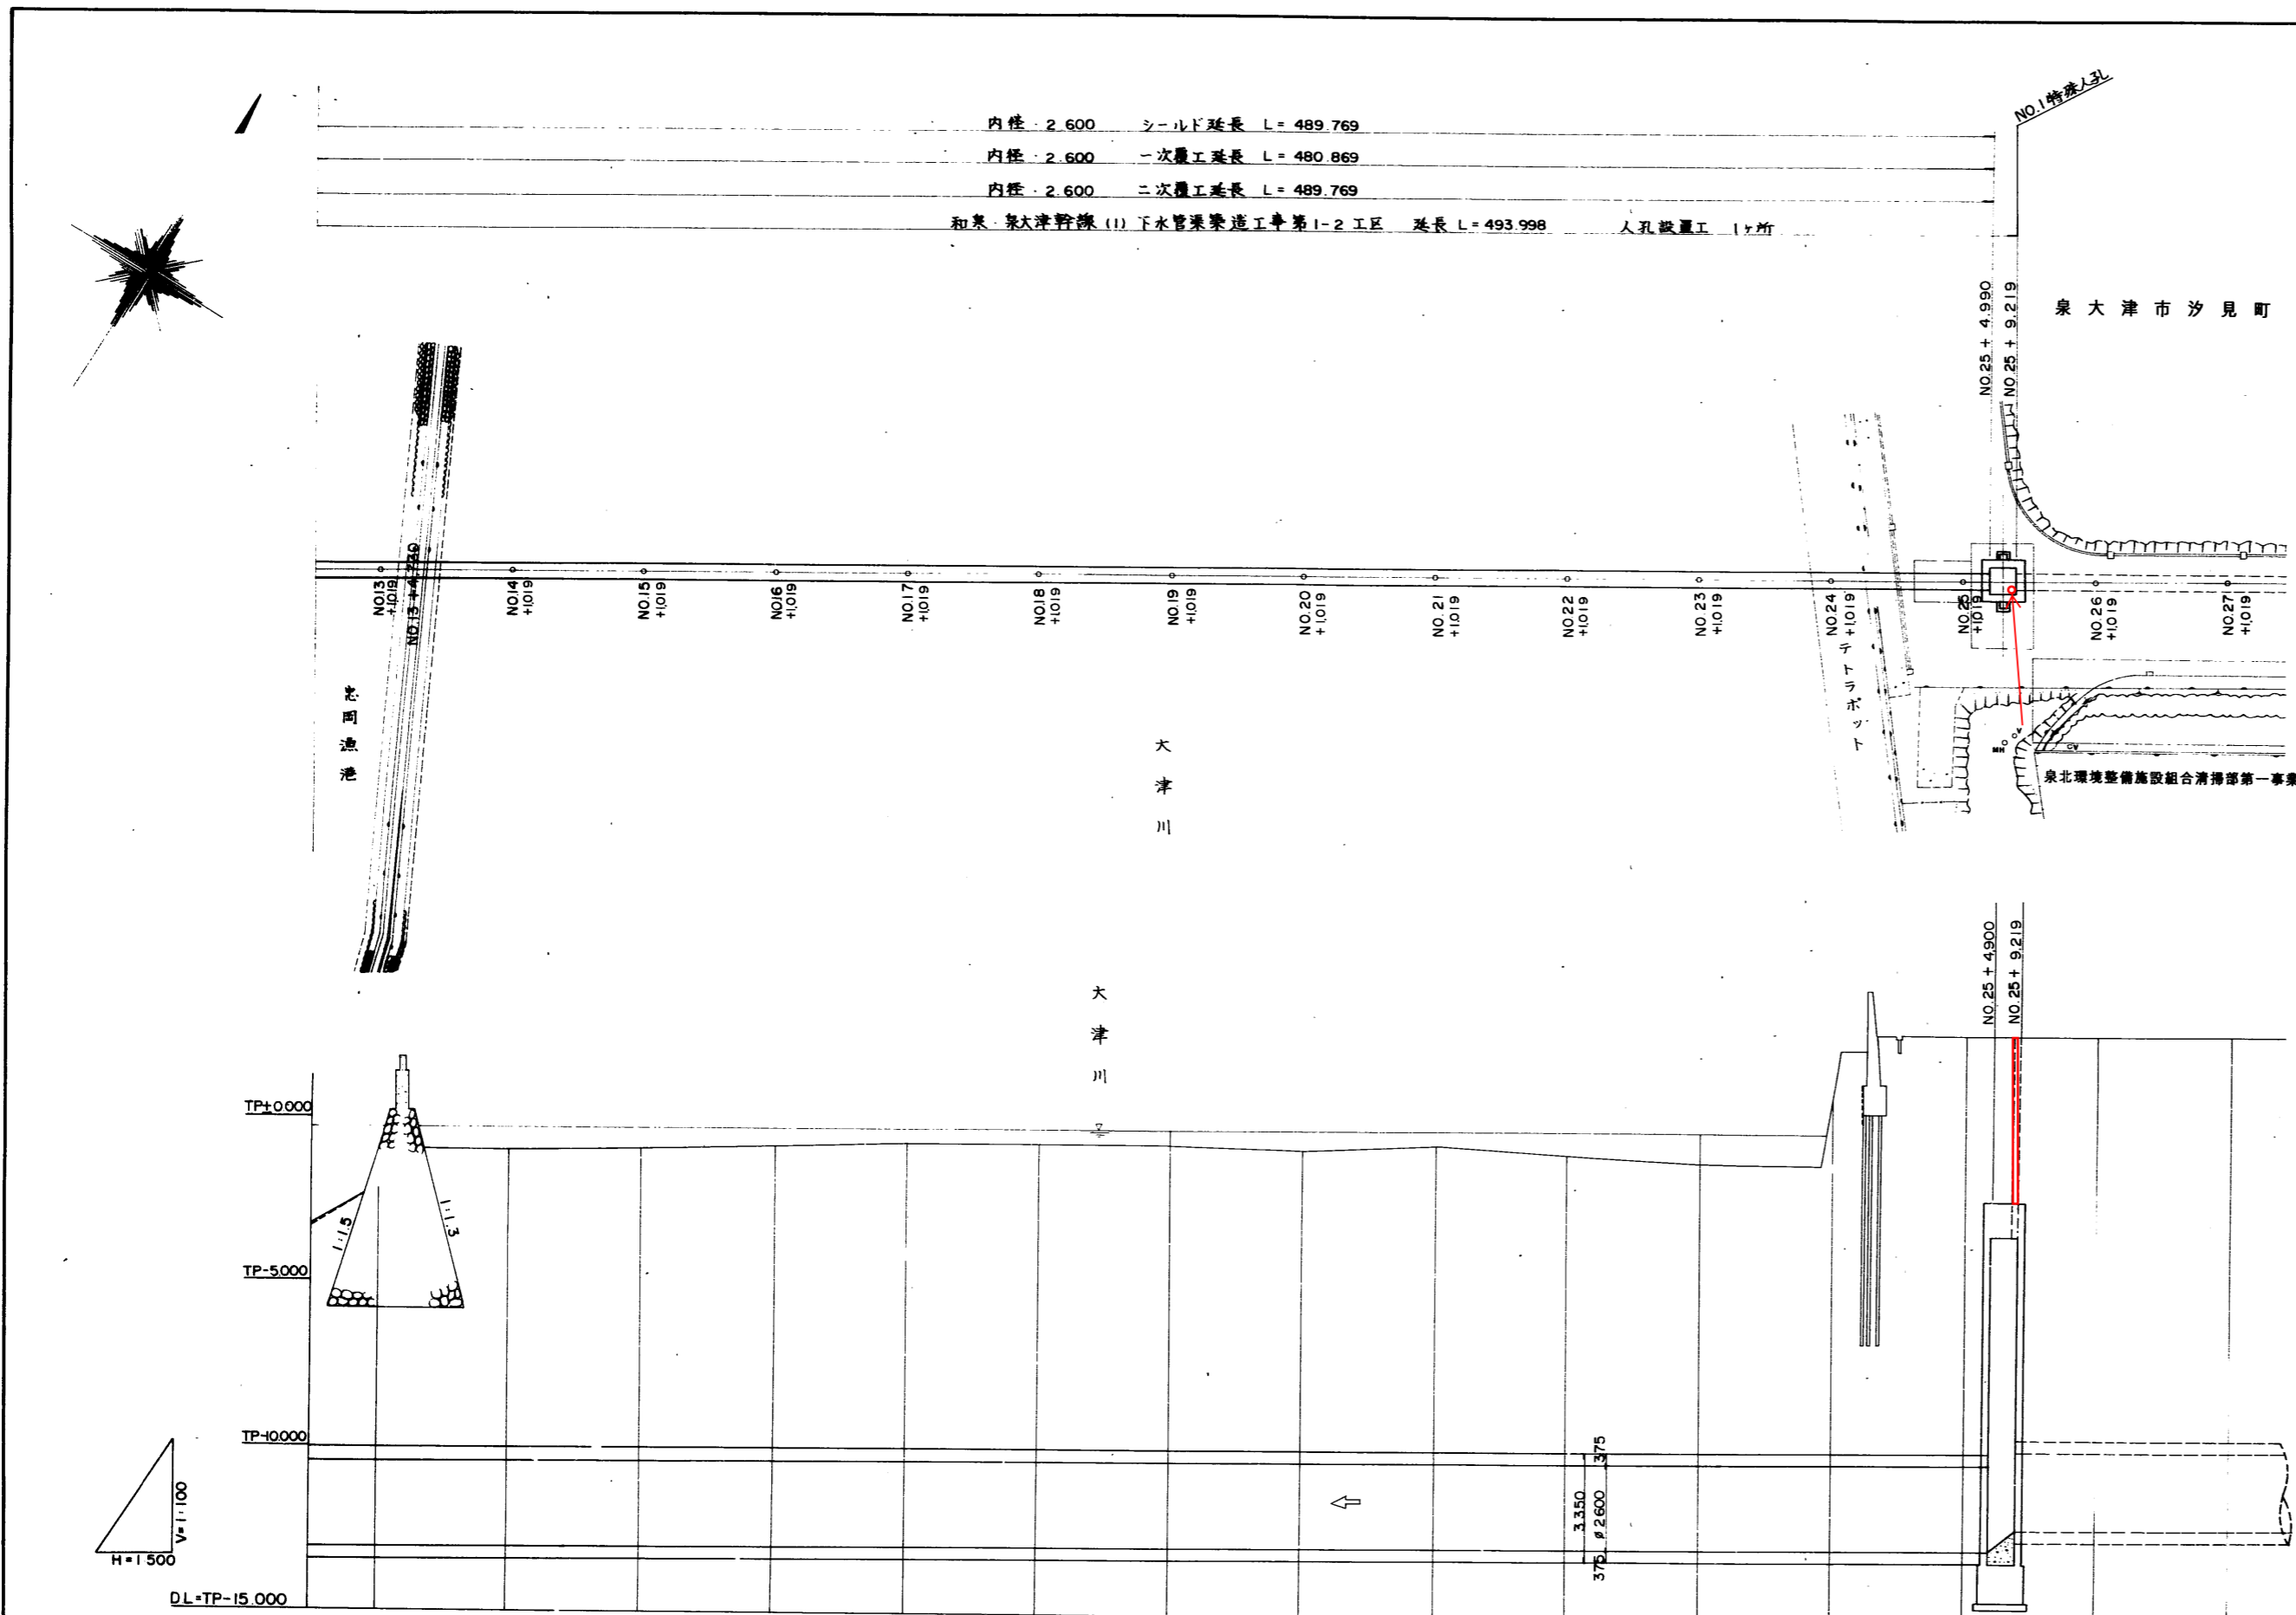 NO.1特殊人孔
内径 2.600 シールド延長 L= 489.769
内径 2.600 一次覆工延長 L= 480.869
内径 2.600 二次覆工延長 L= 489.769
和泉・泉大津幹線 (1) 下水管渠築造工事第1-2工区 延長 L=493.998 人孔設置工 1ヶ所
NO.25 + 4.990
NO.25 + 9.219
泉大津市汐見町
NO.13 +1,019
NO.13 +4.730
NO.14 +1,019
NO.15 +1,019
NO.16 +1,019
NO.17 +1,019
NO.18 +1,019
NO.19 +1,019
NO.20 +1,019
NO.21 +1,019
NO.22 +1,019
NO.23 +1,019
NO.24 +1,019
NO.25 +1,019
NO.26 +1,019
NO.27 +1,019
忠岡漁港
大津川
テトラポット
MH
V
V
泉北環境整備施設組合清掃部第一事業
大津川
NO.25 + 4,900
NO.25 + 9,219
TP±0.000
1:1.5
1:1.3
TP-5.000
TP-10.000
375
3,350
ø2600
375
V=1:100
H=1:500
DL=TP-15.000